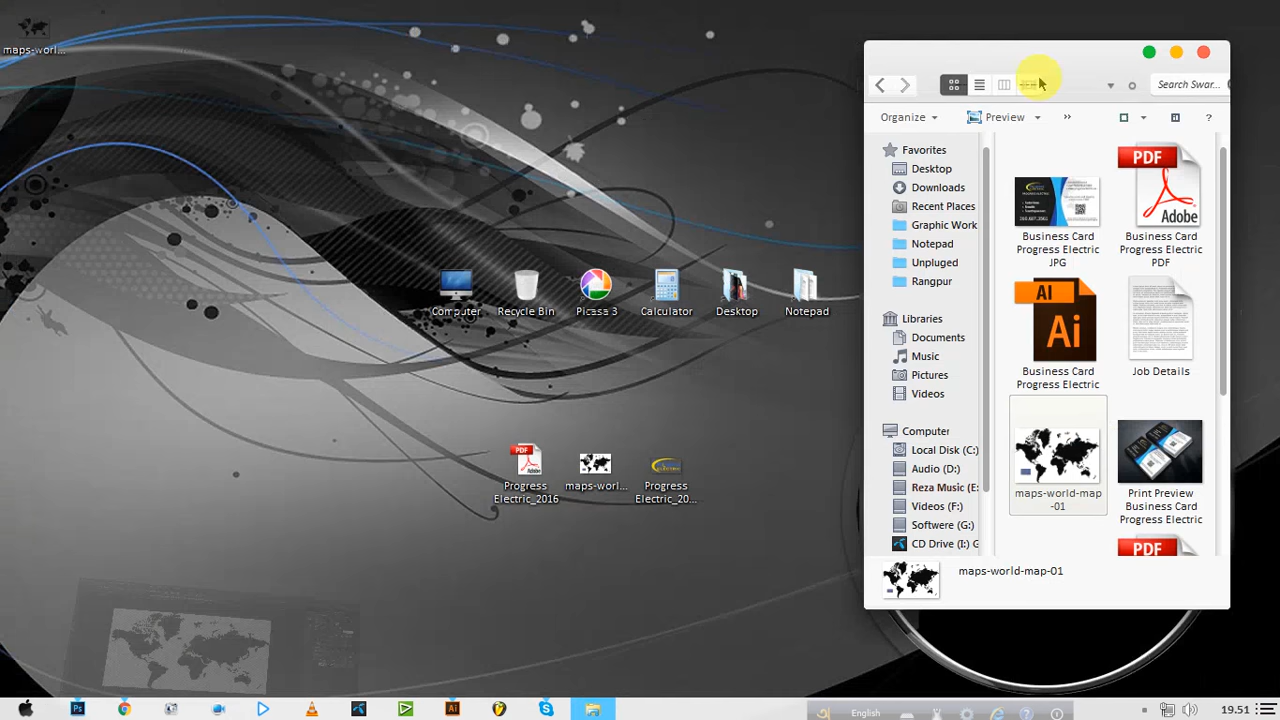 maps-worl...
Computer
Recycle Bin
Picasa 3
Calculator
Desktop
Notepad
PDF
Progress
Electric_2016
maps-worl...
Progress
Electric_20...
Search Swar...
Organize
Preview
Favorites
Desktop
Downloads
Recent Places
Graphic Work
Notepad
Unpluged
Rangpur
Libraries
Documents
Music
Pictures
Videos
Computer
Local Disk (C:)
Audio (D:)
Reza Music (E:
Videos (F:)
Softwere (G:)
CD Drive (I:) G
Business Card
Progress Electric
JPG
PDF
Adobe
Business Card
Progress Electric
PDF
AI
Ai
Business Card
Progress Electric
Job Details
maps-world-map
-01
Print Preview
Business Card
Progress Electric
PDF
maps-world-map-01
Ps
Ai
English
19.51